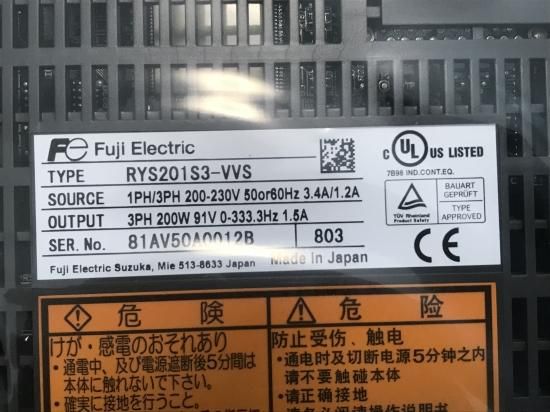 Fe Fuji Electric
TYPE RYS201S3-VVS
SOURCE 1PH/3PH 200-230V 50or60Hz 3.4A/1.2A
OUTPUT 3PH 200W 91V 0-333.3Hz 1.5A
SER. No. 81AV50A0012B 803
Fuji Electric Suzuka, Mie 513-8633 Japan Made in Japan
c UL US LISTED
7B98 IND.CONT.EQ.
TÜV Rheinland
Product Safety
BAUART
GEPRÜFT
TYPE
APPROVED
危険
けが・感電のおそれあり
・通電中、及び電源遮断後5分間は
本体に触れないでください。
・確実に接地を行うこと。
危险
防止受伤、触电
・通电时及切断电源5分钟之内
请不要触碰本体。
・请正确接地。